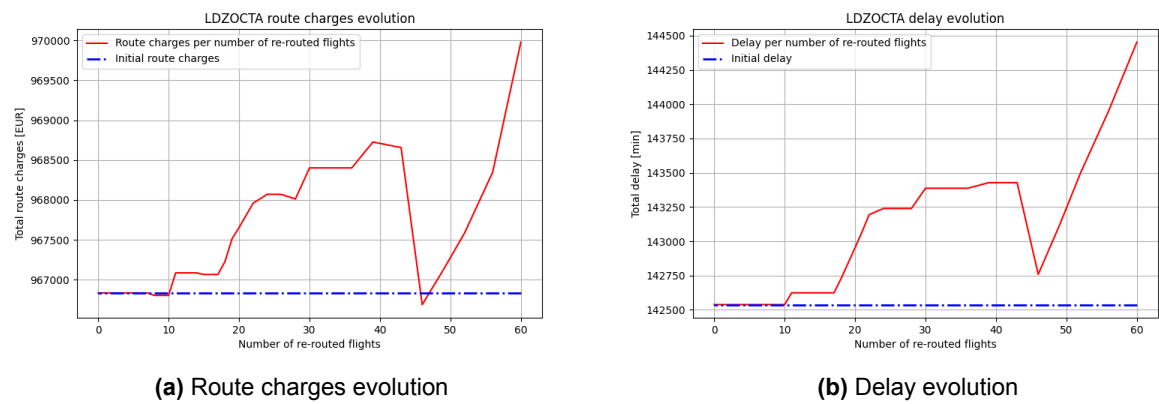 LDZOCTA route charges evolution
970000
969500
969000
968500
968000
967500
967000
Total route charges [EUR]
Route charges per number of re-routed flights
Initial route charges
0 10 20 30 40 50 60
Number of re-routed flights
(a) Route charges evolution
LDZOCTA delay evolution
144500
144250
144000
143750
143500
143250
143000
142750
142500
Total delay [min]
Delay per number of re-routed flights
Initial delay
0 10 20 30 40 50 60
Number of re-routed flights
(b) Delay evolution